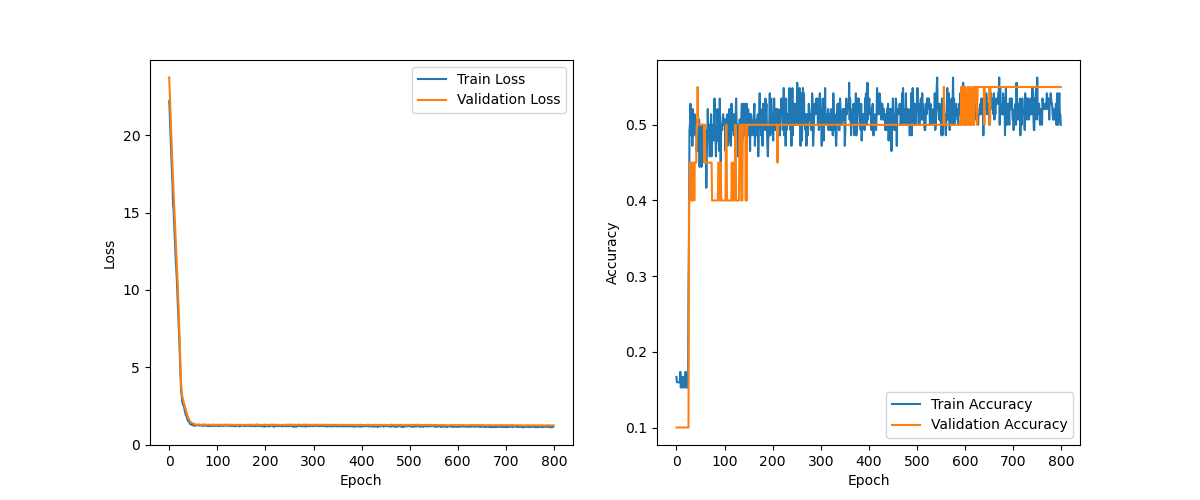 Train Loss
Validation Loss
20
15
10
5
0
Loss
0 100 200 300 400 500 600 700 800
Epoch
0.5
0.4
0.3
0.2
0.1
Accuracy
Train Accuracy
Validation Accuracy
0 100 200 300 400 500 600 700 800
Epoch